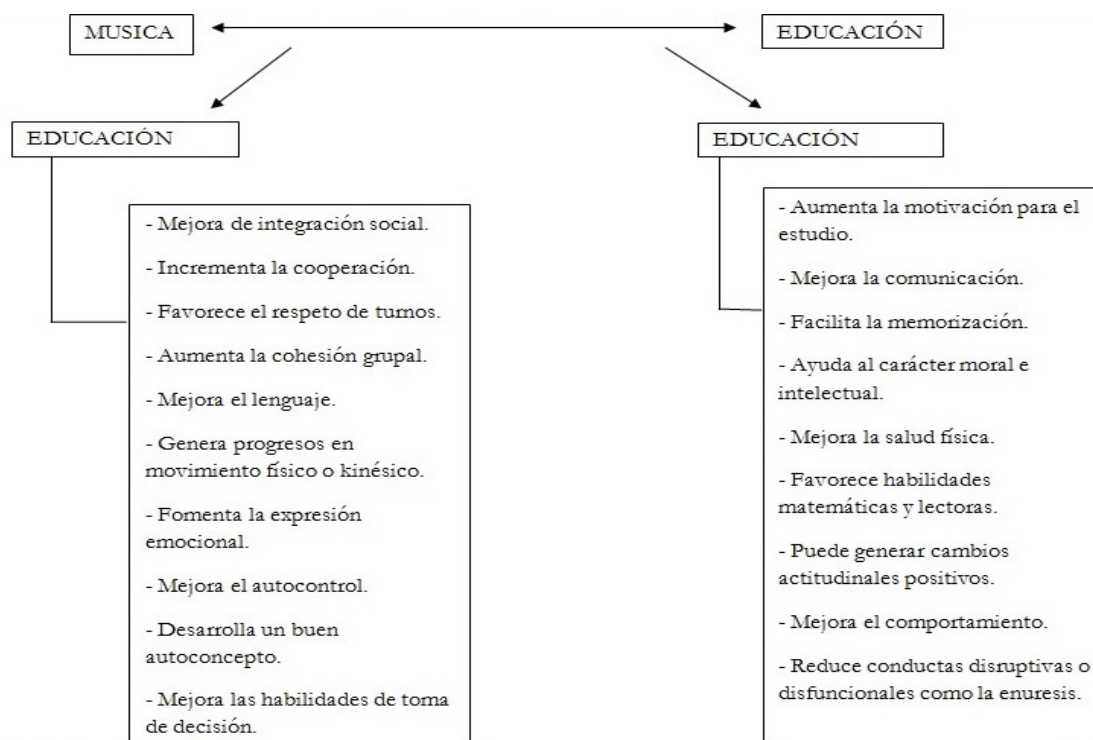 MUSICA
EDUCACIÓN
EDUCACIÓN
- Mejora de integración social.
- Incrementa la cooperación.
- Favorece el respeto de turnos.
- Aumenta la cohesión grupal.
- Mejora el lenguaje.
- Genera progresos en
movimiento físico o kinésico.
- Fomenta la expresión
emocional.
- Mejora el autocontrol.
- Desarrolla un buen
autoconcepto.
- Mejora las habilidades de toma
de decisión.
EDUCACIÓN
- Aumenta la motivación para el
estudio.
- Mejora la comunicación.
- Facilita la memorización.
- Ayuda al carácter moral e
intelectual.
- Mejora la salud física.
- Favorece habilidades
matemáticas y lectoras.
- Puede generar cambios
actitudinales positivos.
- Mejora el comportamiento.
- Reduce conductas disruptivas o
disfuncionales como la enuresis.